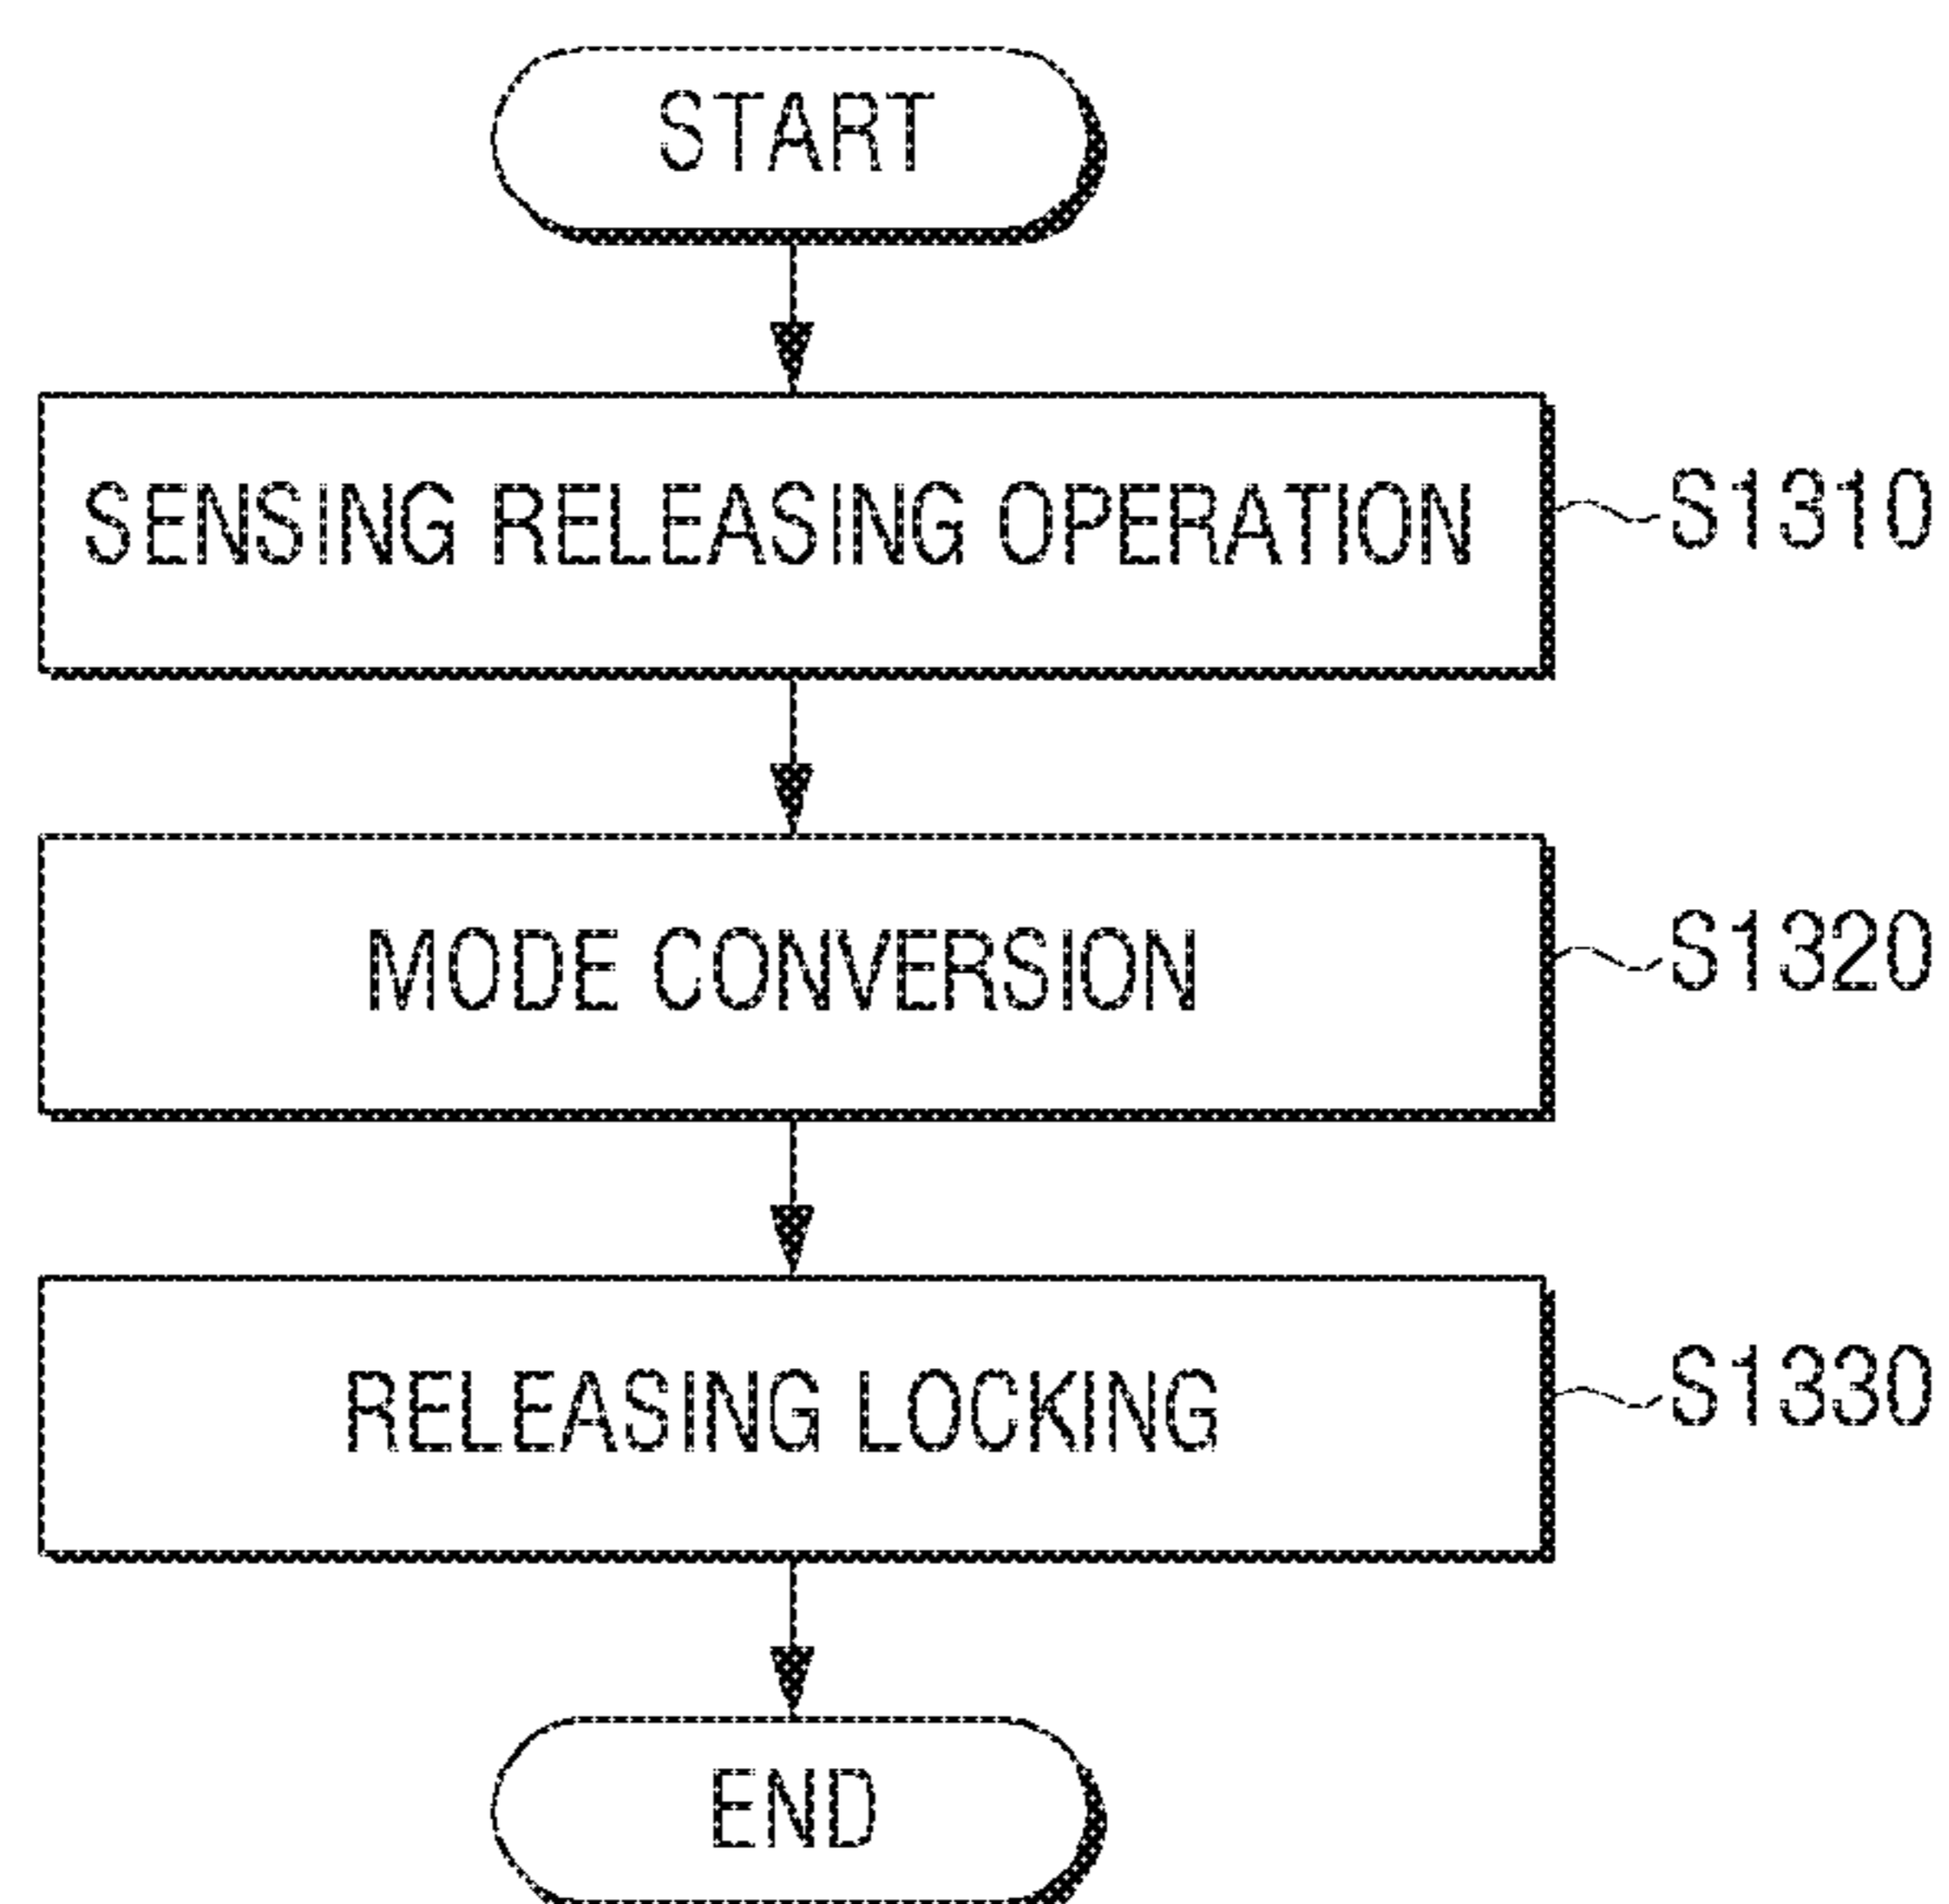 START
SENSING RELEASING OPERATION
S1310
MODE CONVERSION
S1320
RELEASING LOCKING
S1330
END